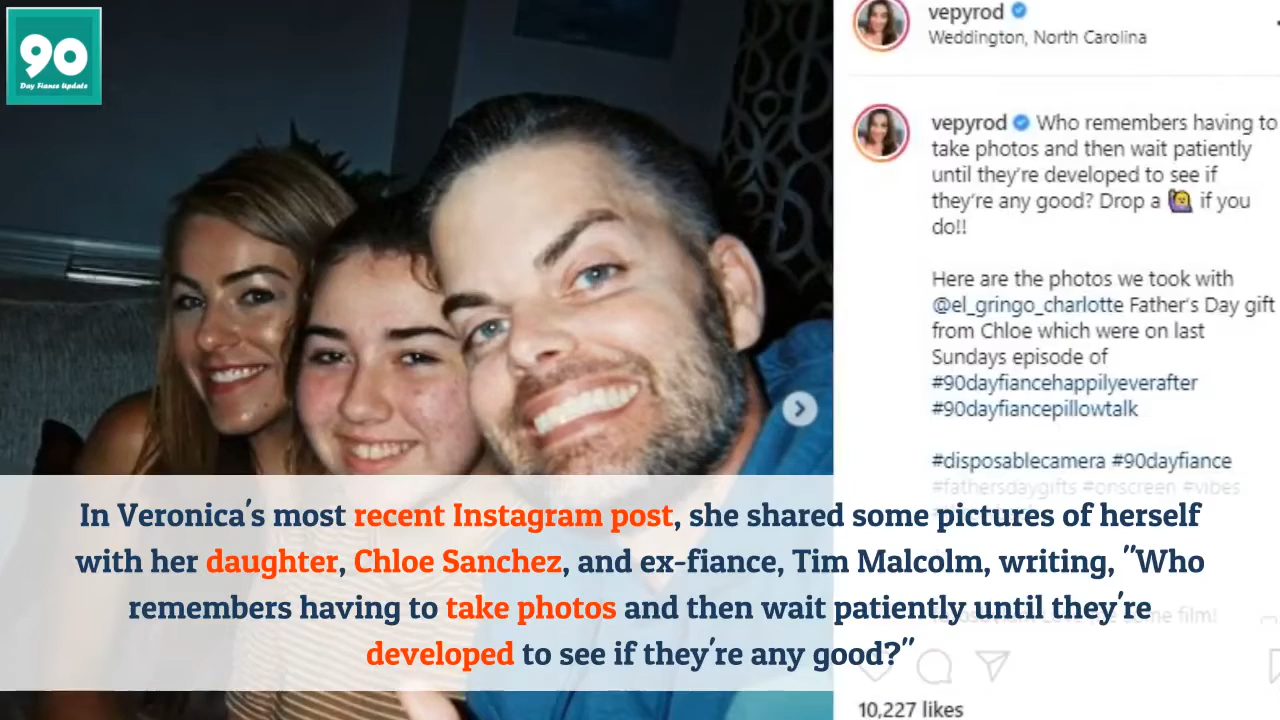 90
Day Fiance Update
vepyrod
Weddington, North Carolina
vepyrod Who remembers having to
take photos and then wait patiently
until they're developed to see if
they're any good? Drop a 🙋 if you
do!!
Here are the photos we took with
@el_gringo_charlotte Father's Day gift
from Chloe which were on last
Sundays episode of
#90dayfiancehappilyeverafter
#90dayfiancepillowtalk
#disposablecamera #90dayfiance
#fathersdaygifts #onscreen #vibes
In Veronica's most recent Instagram post, she shared some pictures of herself
with her daughter, Chloe Sanchez, and ex-fiance, Tim Malcolm, writing, "Who
remembers having to take photos and then wait patiently until they're
developed to see if they're any good?"
film!
10,227 likes